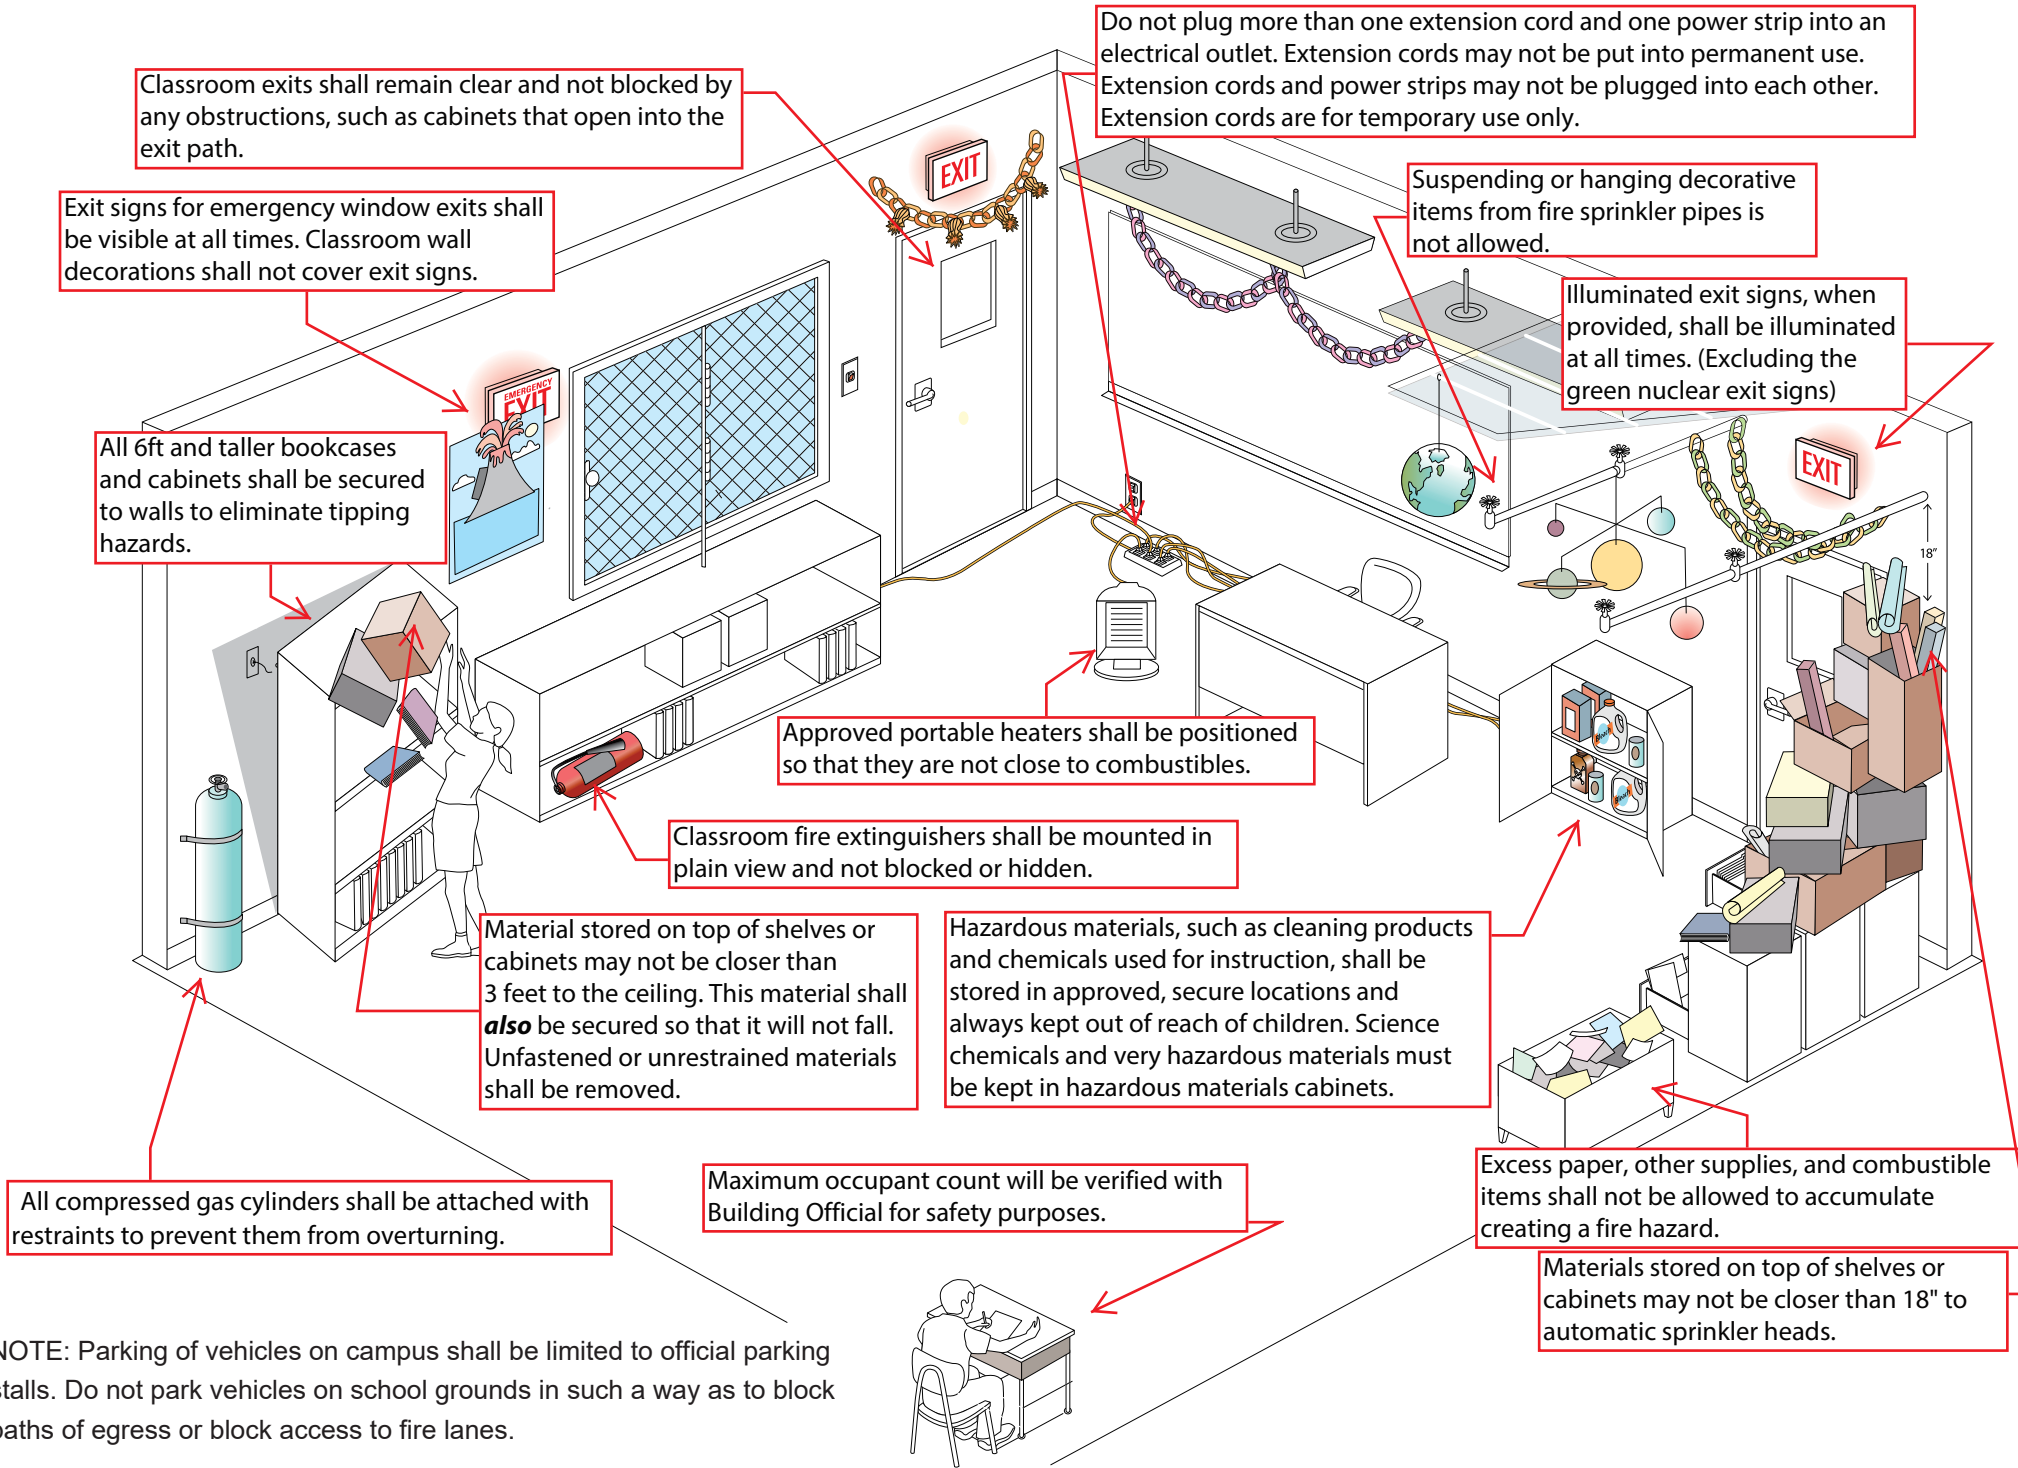 Do not plug more than one extension cord and one power strip into an
electrical outlet. Extension cords may not be put into permanent use.
Extension cords and power strips may not be plugged into each other.
Extension cords are for temporary use only.
Classroom exits shall remain clear and not blocked by
any obstructions, such as cabinets that open into the
exit path.
EXIT
Suspending or hanging decorative
items from fire sprinkler pipes is
not allowed.
Exit signs for emergency window exits shall
be visible at all times. Classroom wall
decorations shall not cover exit signs.
Illuminated exit signs, when
provided, shall be illuminated
at all times. (Excluding the
green nuclear exit signs)
EMERGENCY
EXIT
All 6ft and taller bookcases
and cabinets shall be secured
to walls to eliminate tipping
hazards.
EXIT
18"
Approved portable heaters shall be positioned
so that they are not close to combustibles.
Bleach
Bleach
Classroom fire extinguishers shall be mounted in
plain view and not blocked or hidden.
Material stored on top of shelves or
cabinets may not be closer than
3 feet to the ceiling. This material shall
also be secured so that it will not fall.
Unfastened or unrestrained materials
shall be removed.
Hazardous materials, such as cleaning products
and chemicals used for instruction, shall be
stored in approved, secure locations and
always kept out of reach of children. Science
chemicals and very hazardous materials must
be kept in hazardous materials cabinets.
All compressed gas cylinders shall be attached with
restraints to prevent them from overturning.
Maximum occupant count will be verified with
Building Official for safety purposes.
Excess paper, other supplies, and combustible
items shall not be allowed to accumulate
creating a fire hazard.
Materials stored on top of shelves or
cabinets may not be closer than 18" to
automatic sprinkler heads.
NOTE: Parking of vehicles on campus shall be limited to official parking
stalls. Do not park vehicles on school grounds in such a way as to block
paths of egress or block access to fire lanes.